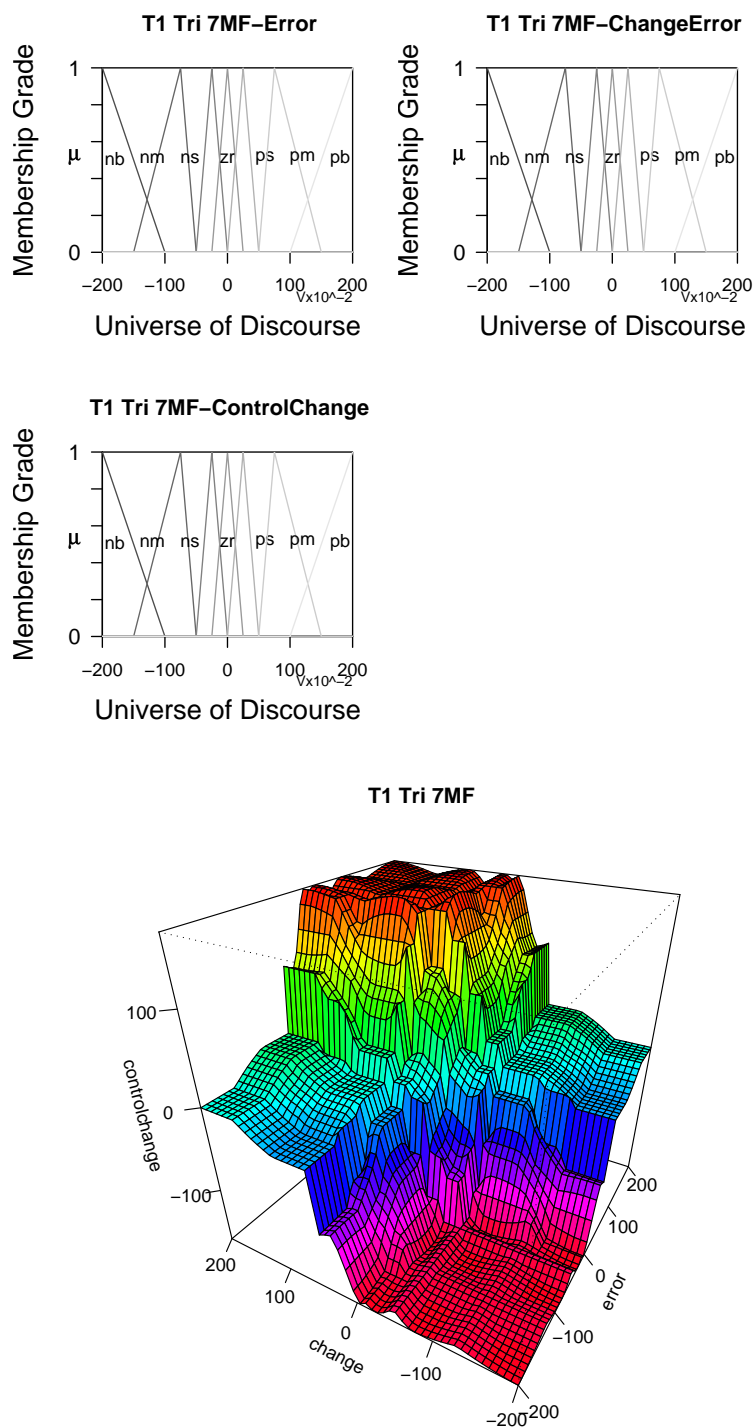 T1 Tri 7MF−Error
Membership Grade
μ
1
0
nb nm ns zr ps pm pb
−200 −100 0 100 200
Vx10^−2
Universe of Discourse
T1 Tri 7MF−ChangeError
Membership Grade
μ
1
0
nb nm ns zr ps pm pb
−200 −100 0 100 200
Vx10^−2
Universe of Discourse
T1 Tri 7MF−ControlChange
Membership Grade
μ
1
0
nb nm ns zr ps pm pb
−200 −100 0 100 200
Vx10^−2
Universe of Discourse
T1 Tri 7MF
controlchange
100
0
−100
change
200
100
0
−100
−200
error
200
100
0
−100
−200